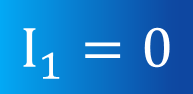 I₁ = 0